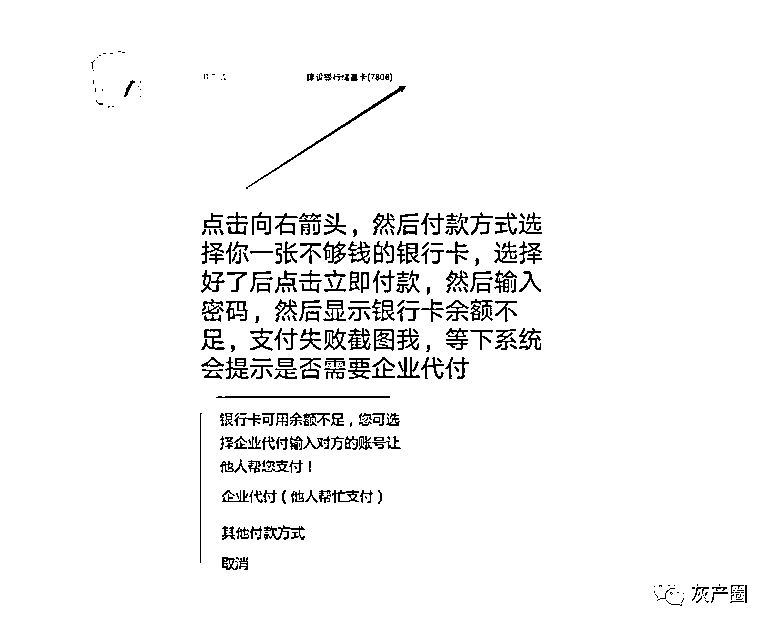 建设银行储蓄卡(7806)
点击向右箭头，然后付款方式选
择你一张不够钱的银行卡，选择
好了后点击立即付款，然后输入
密码，然后显示银行卡余额不
足，支付失败截图我，等下系统
会提示是否需要企业代付
银行卡可用余额不足，您可选
择企业代付输入对方的账号让
他人帮您支付！
企业代付（他人帮忙支付）
其他付款方式
取消
灰产圈